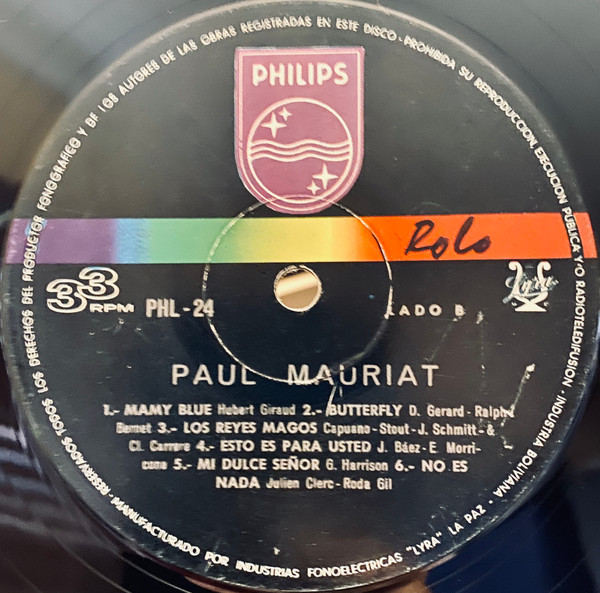 RESERVADOS TODOS LOS DERECHOS DEL PRODUCTOR FONOGRAFICO Y DE LOS AUTORES DE LAS OBRAS REGISTRADAS EN ESTE DISCO - PROHIBIDA SU REPRODUCCION, EJECUCION PUBLICA Y/O RADIOTELEDIFUSION - INDUSTRIA BOLIVIANA
PHILIPS
Rolo
33
RPM
PHL-24
Lyra
LADO B
PAUL MAURIAT
1.- MAMY BLUE Hubert Giraud 2.- BUTTERFLY D. Gerard - Ralph
Bernet 3.- LOS REYES MAGOS Capuano-Stout-J. Schmitt-&
Cl. Carrere 4.- ESTO ES PARA USTED J. Báez-E. Morri-
cone 5.- MI DULCE SEÑOR G. Harrison 6.- NO ES
NADA Julien Clerc-Roda Gil
MANUFACTURADO POR INDUSTRIAS FONOELECTRICAS "LYRA" LA PAZ